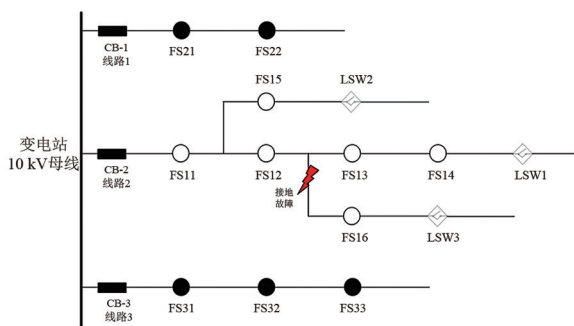 CB-1
线路1
FS21
FS22
FS15
LSW2
变电站
10 kV母线
CB-2
线路2
FS11
FS12
接地
故障
FS13
FS14
LSW1
FS16
LSW3
CB-3
线路3
FS31
FS32
FS33